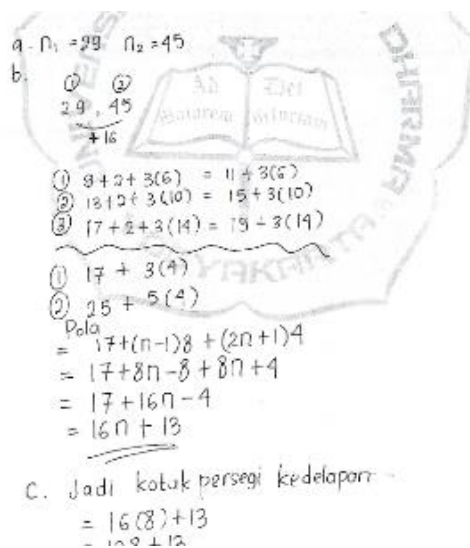 a. n₁ = 29 n₂ = 45
b.
① ②
29 , 45
+16
① 9+2+3(6) = 11+3(6)
② 13+2+3(10) = 15+3(10)
③ 17+2+3(14) = 19+3(14)
① 17 + 3(4)
② 25 + 5(4)
Pola
= 17+(n-1)8 + (2n+1)4
= 17+8n-8+8n+4
= 17+16n-4
= 16n + 13
c. Jadi kotak persegi kedelapan
= 16(8)+13
= 128+13